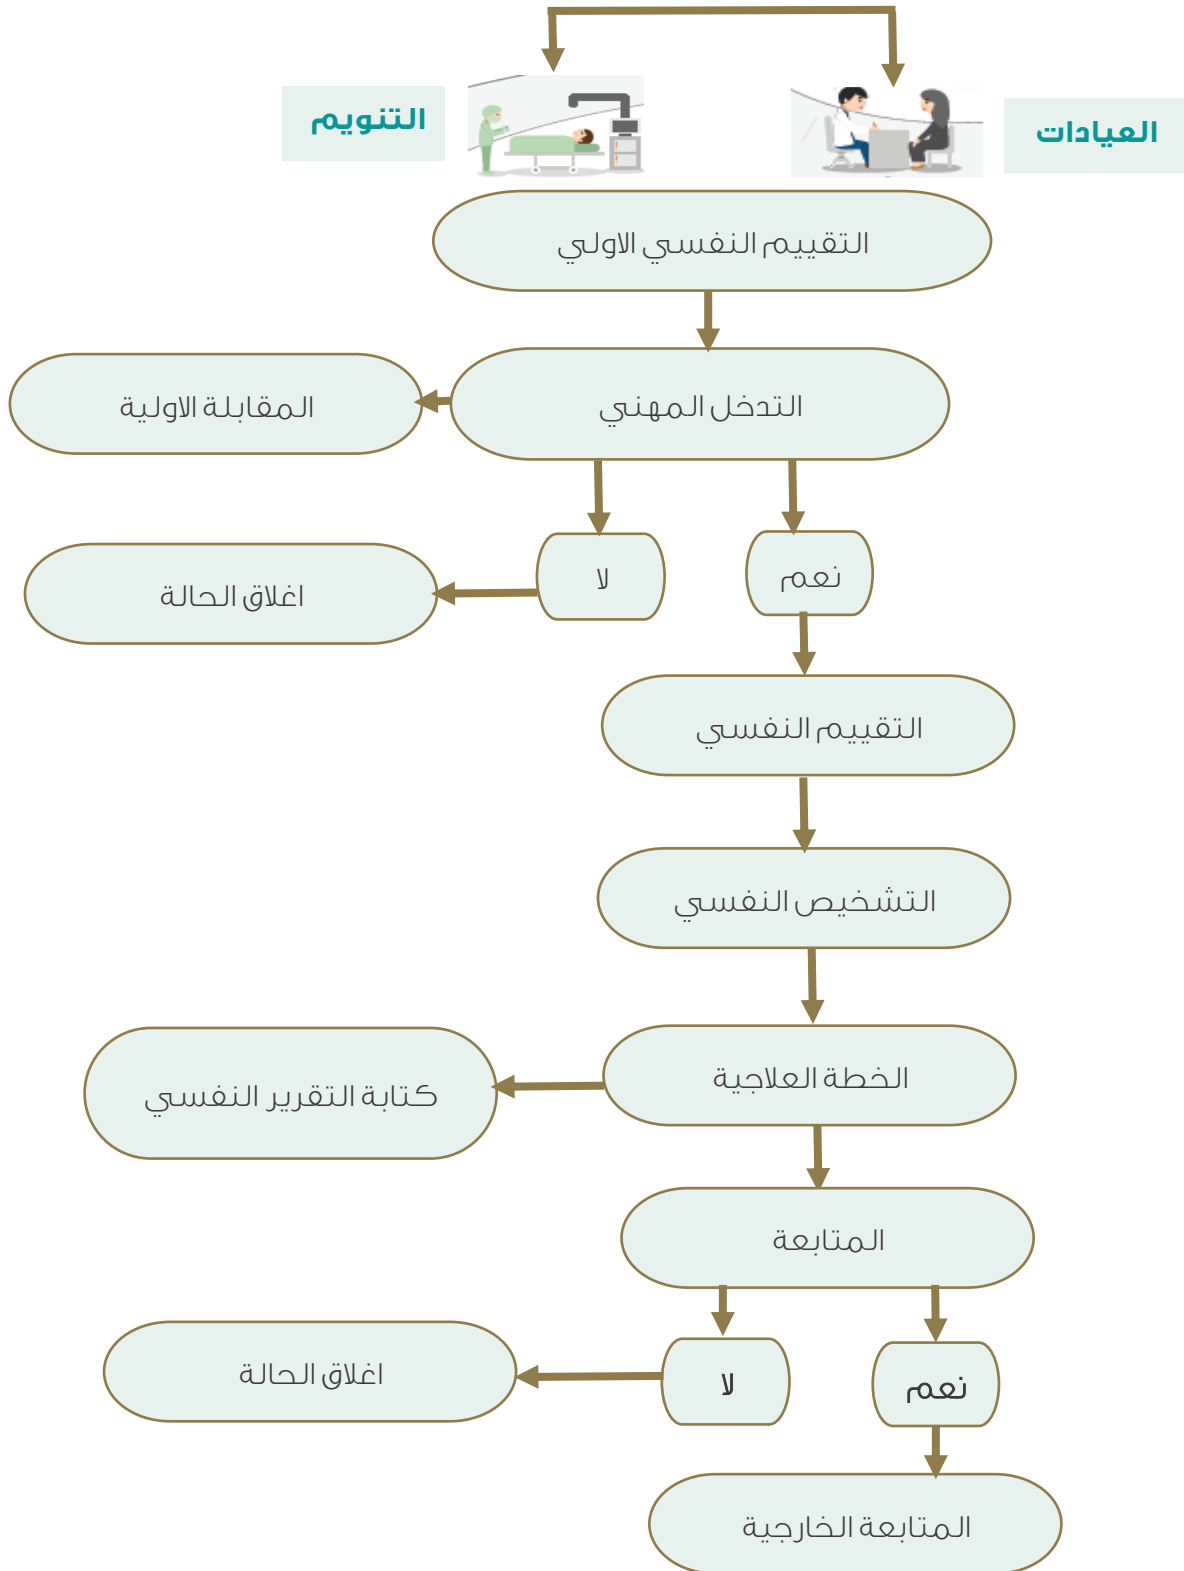 العيادات
التنويم
التقييم النفسي الاولي
التدخل المهني
المقابلة الاولية
نعم
لا
اغلاق الحالة
التقييم النفسي
التشخيص النفسي
الخطة العلاجية
كتابة التقرير النفسي
المتابعة
نعم
لا
اغلاق الحالة
المتابعة الخارجية